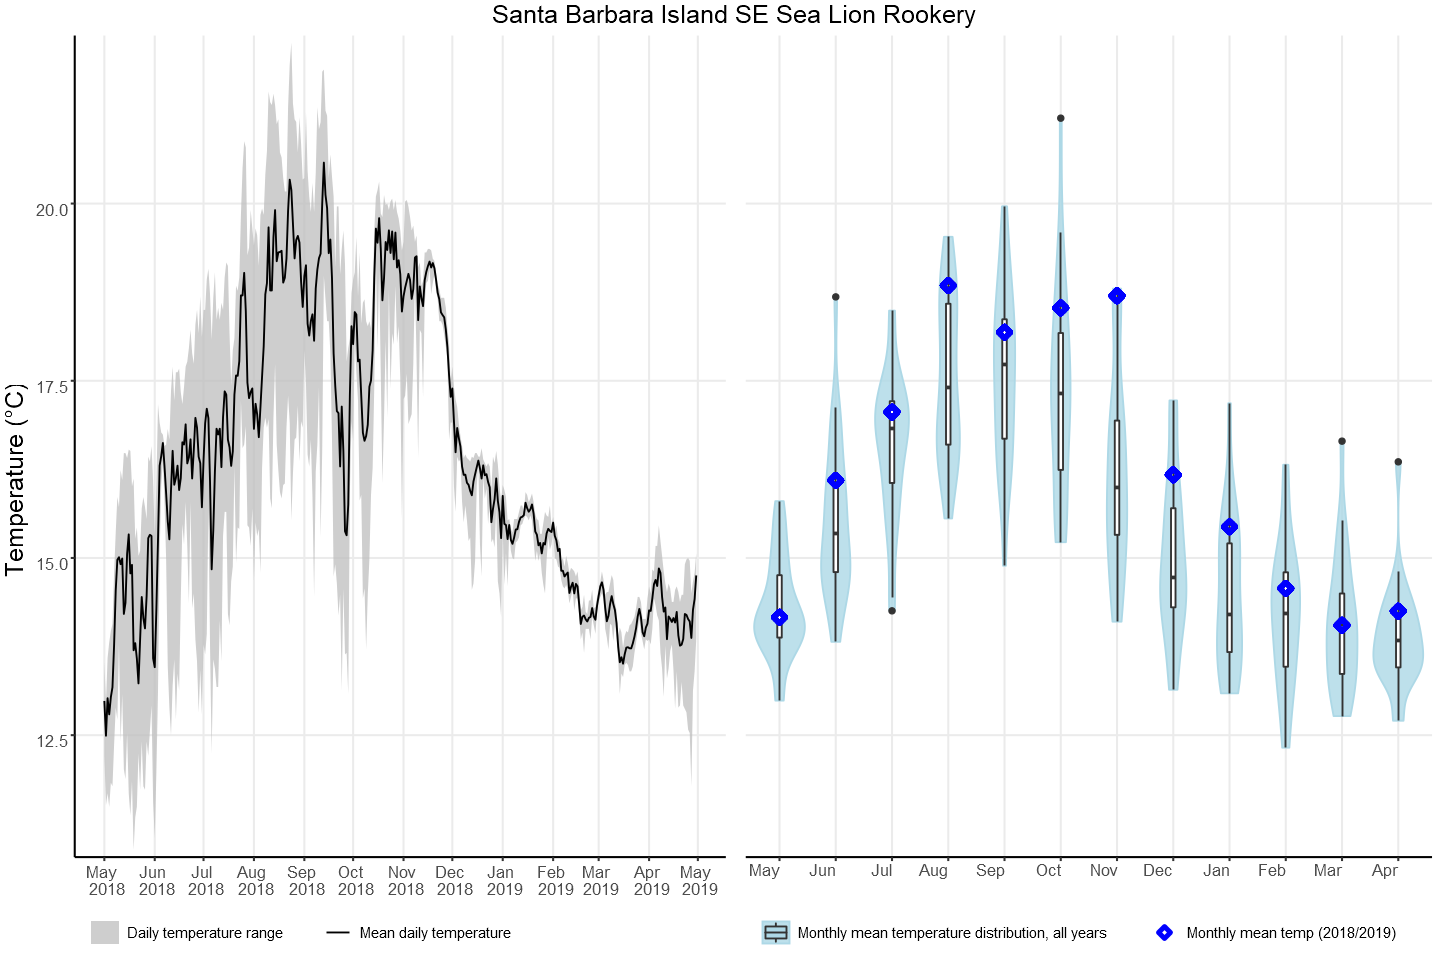 Santa Barbara Island SE Sea Lion Rookery
Temperature (°C)
20.0
17.5
15.0
12.5
May Jun Jul Aug Sep Oct Nov Dec Jan Feb Mar Apr May
2018 2018 2018 2018 2018 2018 2018 2018 2019 2019 2019 2019 2019
May Jun Jul Aug Sep Oct Nov Dec Jan Feb Mar Apr
Daily temperature range
Mean daily temperature
Monthly mean temperature distribution, all years
Monthly mean temp (2018/2019)